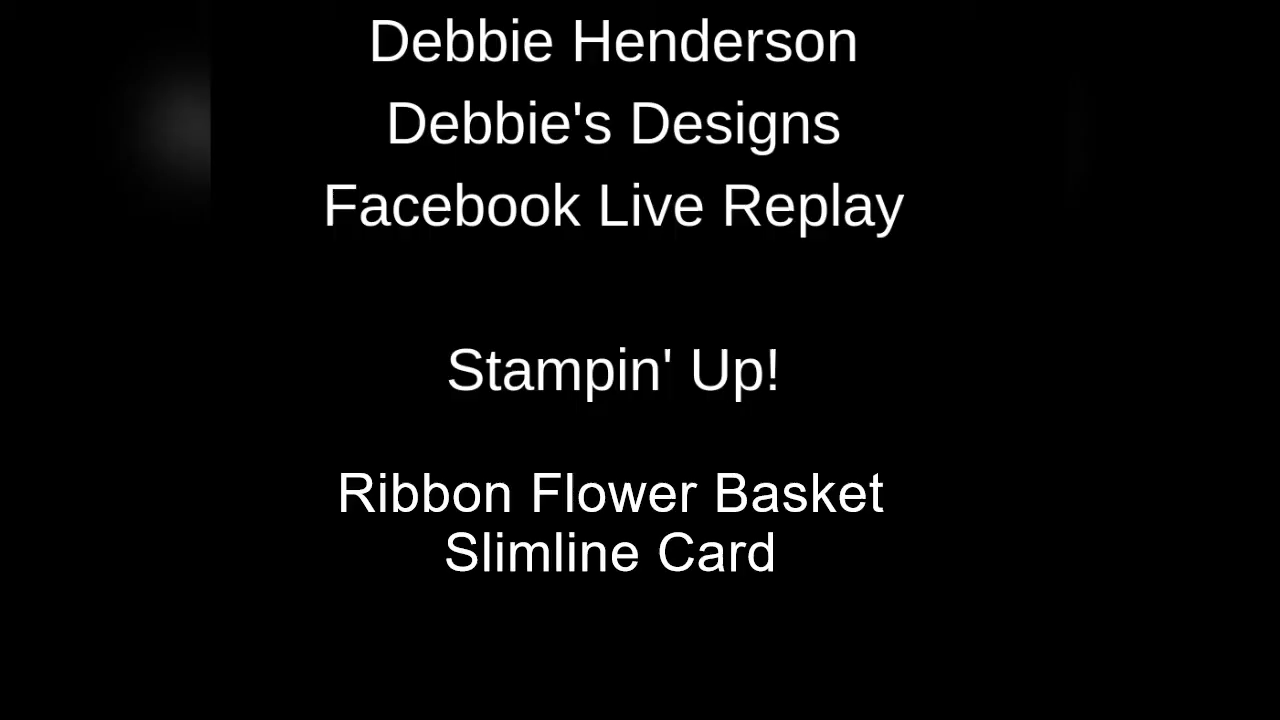 Debbie Henderson
Debbie's Designs
Facebook Live Replay
Stampin' Up!
Ribbon Flower Basket
Slimline Card